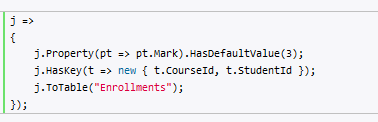 j =>
{
    j.Property(pt => pt.Mark).HasDefaultValue(3);
    j.HasKey(t => new { t.CourseId, t.StudentId });
    j.ToTable("Enrollments");
});